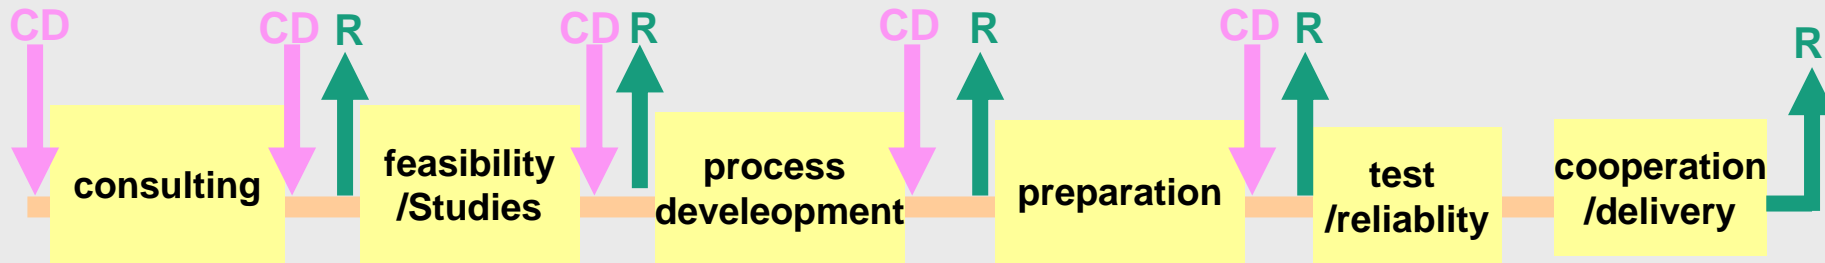 CD
CD R
CD R
CD R
CD R
R
consulting
feasibility
/Studies
process
develeopment
preparation
test
/reliablity
cooperation
/delivery